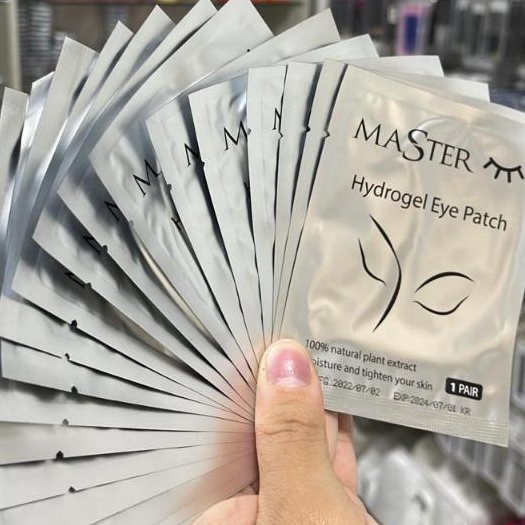 MASTER
Hydrogel Eye Patch
100% natural plant extract
moisture and tighten your skin
1 PAIR
2022/07/02 EXP:2024/07/01 KR
M
M
M